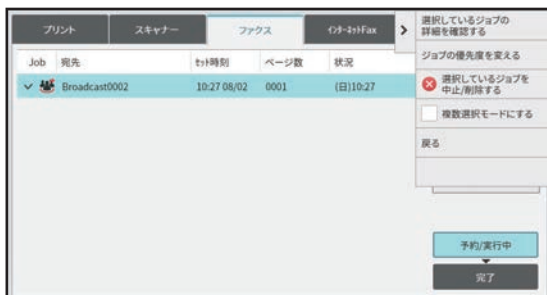 プリント
スキャナー
ファクス
インターネットFax
Job 宛先 セット時刻 ページ数 状況
Broadcast0002 10:27 08/02 0001 (日)10:27
選択しているジョブの
詳細を確認する
ジョブの優先度を変える
選択しているジョブを
中止/削除する
複数選択モードにする
戻る
予約/実行中
完了